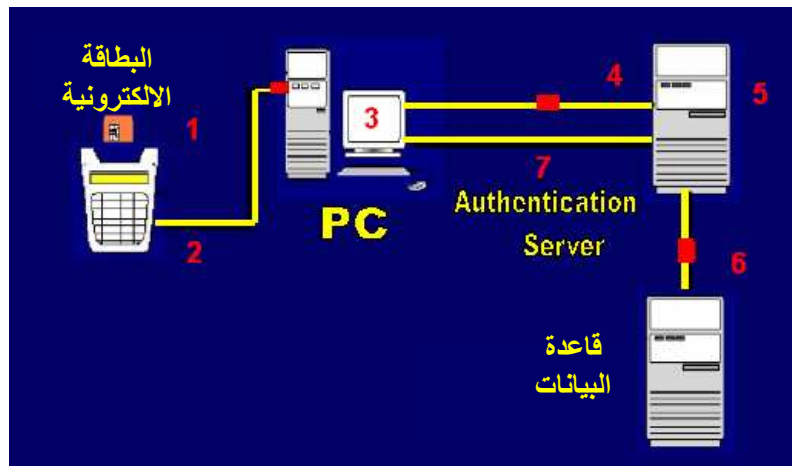 البطاقة
الالكترونية
1
2
PC
3
4
5
7
Authentication
Server
6
قاعدة
البيانات